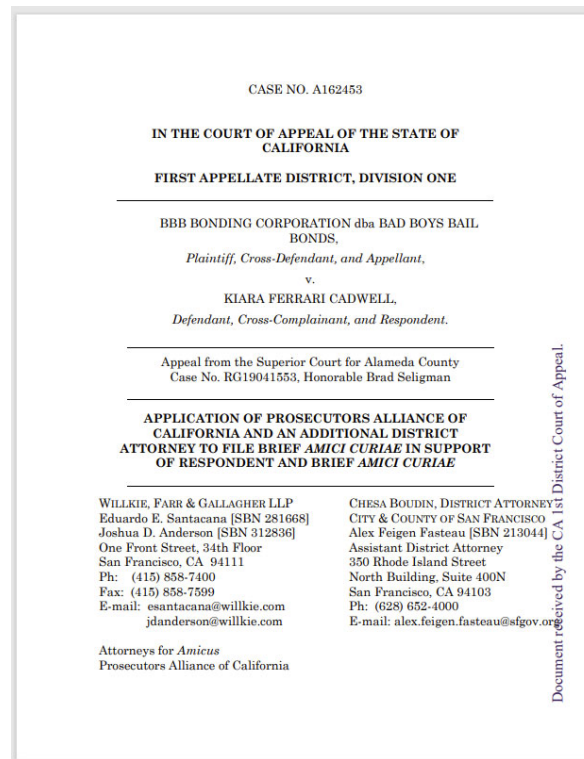 CASE NO. A162453
IN THE COURT OF APPEAL OF THE STATE OF
CALIFORNIA
FIRST APPELLATE DISTRICT, DIVISION ONE
BBB BONDING CORPORATION dba BAD BOYS BAIL
BONDS,
Plaintiff, Cross-Defendant, and Appellant,
v.
KIARA FERRARI CADWELL,
Defendant, Cross-Complainant, and Respondent.
Appeal from the Superior Court for Alameda County
Case No. RG19041553, Honorable Brad Seligman
APPLICATION OF PROSECUTORS ALLIANCE OF
CALIFORNIA AND AN ADDITIONAL DISTRICT
ATTORNEY TO FILE BRIEF AMICI CURIAE IN SUPPORT
OF RESPONDENT AND BRIEF AMICI CURIAE
WILLKIE, FARR & GALLAGHER LLP
Eduardo E. Santacana [SBN 281668]
Joshua D. Anderson [SBN 312836]
One Front Street, 34th Floor
San Francisco, CA 94111
Ph: (415) 858-7400
Fax: (415) 858-7599
E-mail: esantacana@willkie.com
jdanderson@willkie.com
Attorneys for Amicus
Prosecutors Alliance of California
CHESA BOUDIN, DISTRICT ATTORNEY
CITY & COUNTY OF SAN FRANCISCO
Alex Feigen Fasteau [SBN 213044]
Assistant District Attorney
350 Rhode Island Street
North Building, Suite 400N
San Francisco, CA 94103
Ph: (628) 652-4000
E-mail: alex.feigen.fasteau@sfgov.org
Document received by the CA 1st District Court of Appeal.